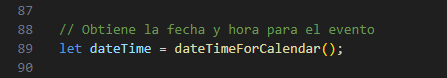 87
88 // Obtiene la fecha y hora para el evento
89 let dateTime = dateTimeForCalendar();
90